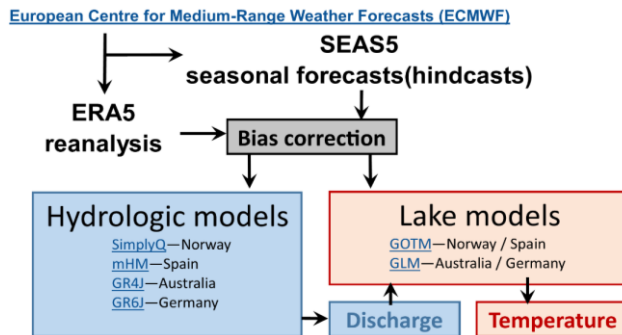 European Centre for Medium-Range Weather Forecasts (ECMWF)
SEAS5
seasonal forecasts(hindcasts)
ERA5
reanalysis
Bias correction
Hydrologic models
SimplyQ—Norway
mHM—Spain
GR4J—Australia
GR6J—Germany
Lake models
GOTM—Norway / Spain
GLM—Australia / Germany
Discharge
Temperature